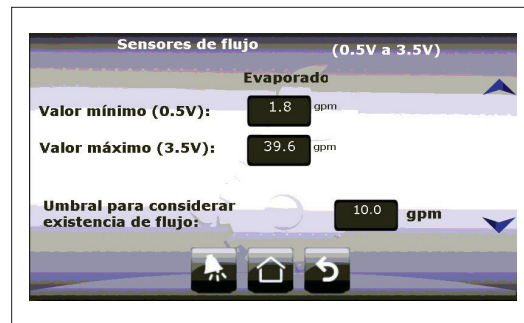 Sensores de flujo (0.5V a 3.5V)
Evaporado
Valor mínimo (0.5V): 1.8 gpm
Valor máximo (3.5V): 39.6 gpm
Umbral para considerar
existencia de flujo: 10.0 gpm